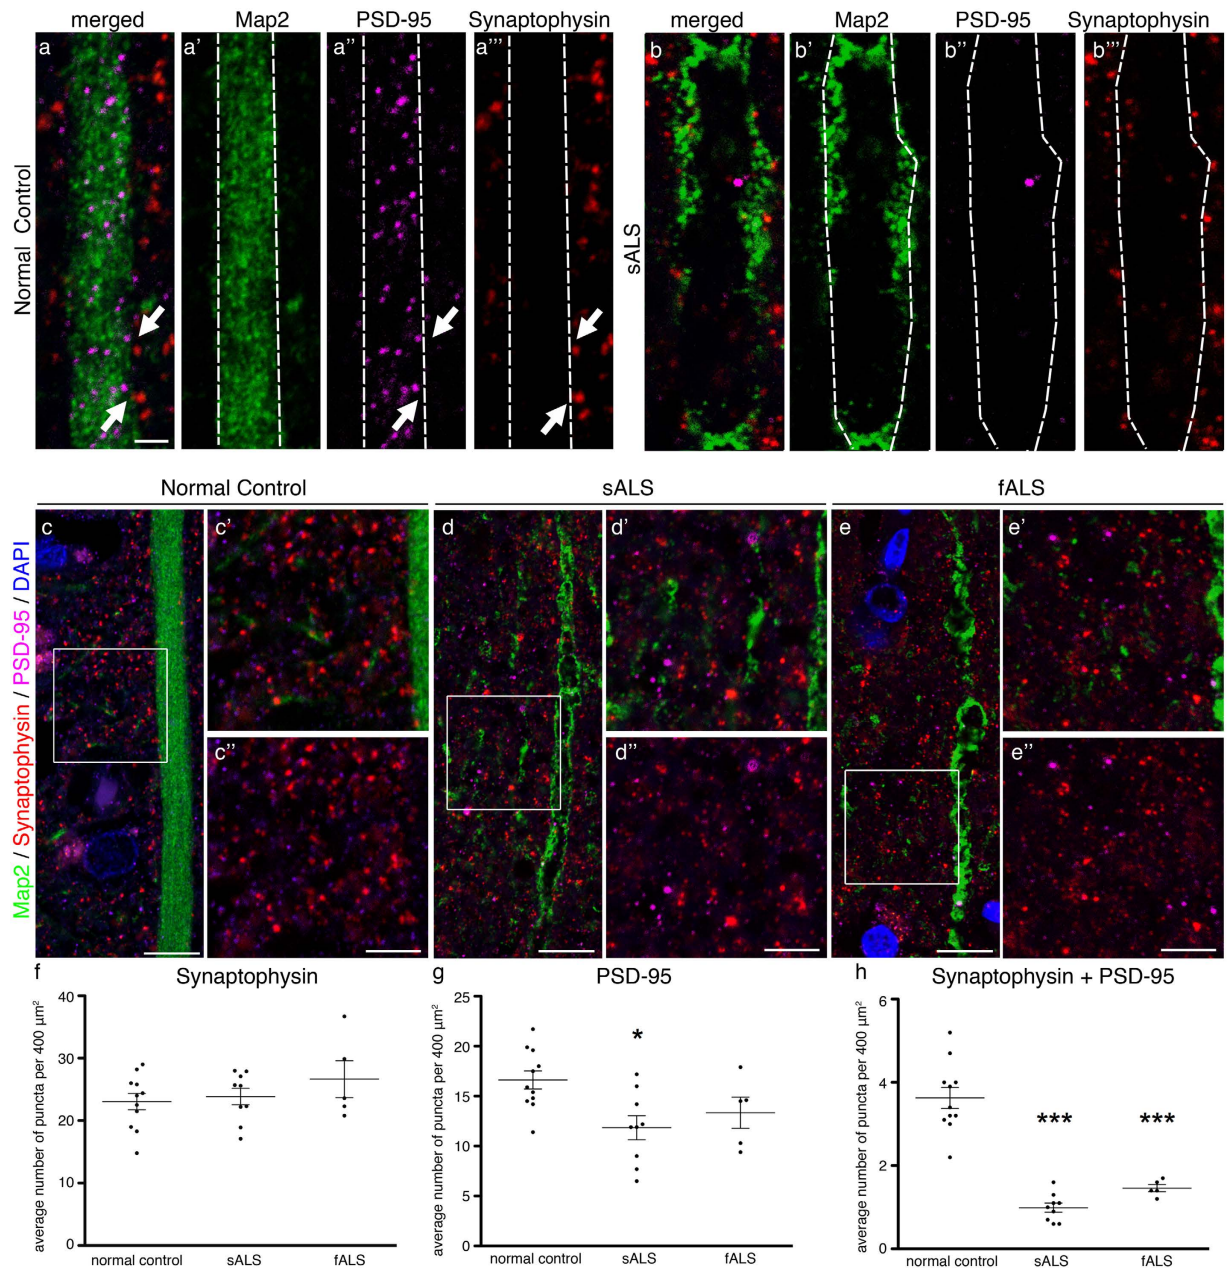 merged Map2 PSD-95 Synaptophysin merged Map2 PSD-95 Synaptophysin
a a’ a’’ a’’’ b b’ b’’ b’’’
Normal Control
sALS
Normal Control sALS fALS
c c’ d d’ e e’
c’’ d’’ e’’
Map2 / Synaptophysin / PSD-95 / DAPI
f Synaptophysin
average number of puncta per 400 µm²
40
30
20
10
0
normal control sALS fALS
g PSD-95
average number of puncta per 400 µm²
25
20
15
10
5
0
*
normal control sALS fALS
h Synaptophysin + PSD-95
average number of puncta per 400 µm²
6
4
2
0
*** ***
normal control sALS fALS